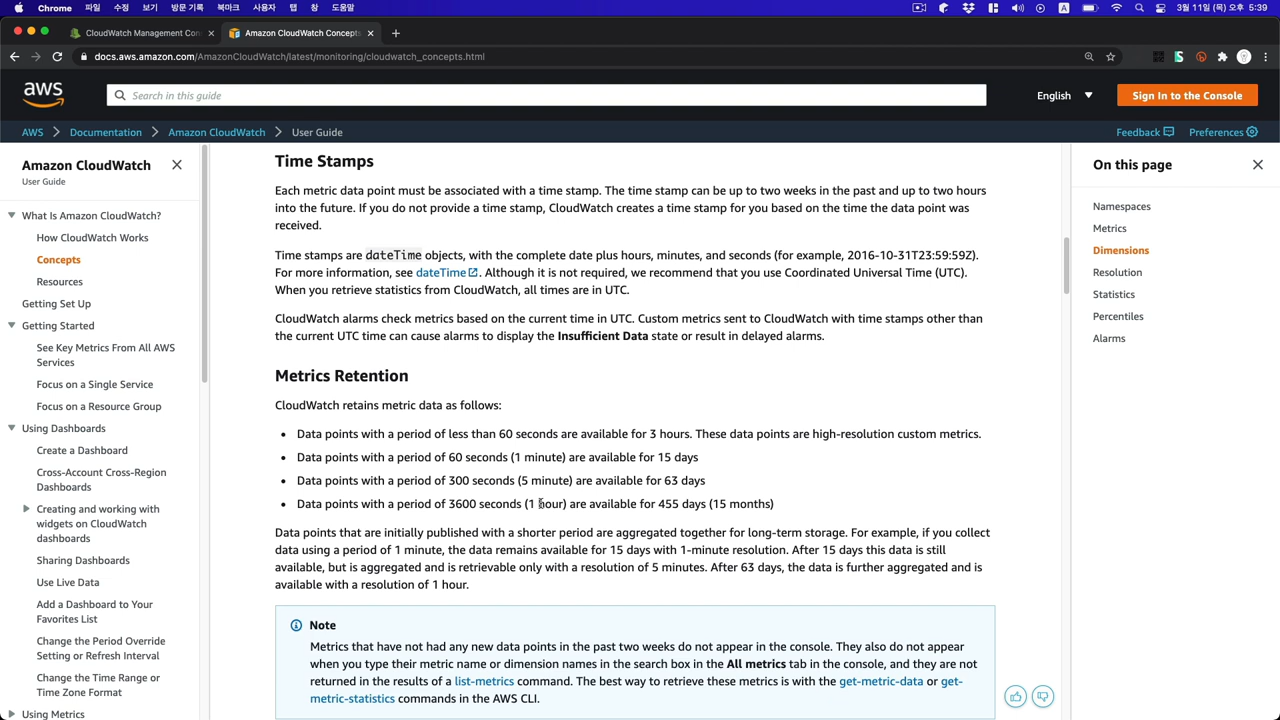 Chrome 파일 수정 보기 방문 기록 북마크 프로필 탭 창 도움말 A 3월 11일 (목) 오후 5:39
CloudWatch Management Con
Amazon CloudWatch Concepts
docs.aws.amazon.com/AmazonCloudWatch/latest/monitoring/cloudwatch_concepts.html
aws
Search in this guide
English
Sign In to the Console
AWS > Documentation > Amazon CloudWatch > User Guide
Feedback
Preferences
Amazon CloudWatch
User Guide
What Is Amazon CloudWatch?
How CloudWatch Works
Concepts
Resources
Getting Set Up
Getting Started
See Key Metrics From All AWS
Services
Focus on a Single Service
Focus on a Resource Group
Using Dashboards
Create a Dashboard
Cross-Account Cross-Region
Dashboards
Creating and working with
widgets on CloudWatch
dashboards
Sharing Dashboards
Use Live Data
Add a Dashboard to Your
Favorites List
Change the Period Override
Setting or Refresh Interval
Change the Time Range or
Time Zone Format
Using Metrics
Time Stamps
Each metric data point must be associated with a time stamp. The time stamp can be up to two weeks in the past and up to two hours
into the future. If you do not provide a time stamp, CloudWatch creates a time stamp for you based on the time the data point was
received.
Time stamps are dateTime objects, with the complete date plus hours, minutes, and seconds (for example, 2016-10-31T23:59:59Z).
For more information, see dateTime. Although it is not required, we recommend that you use Coordinated Universal Time (UTC).
When you retrieve statistics from CloudWatch, all times are in UTC.
CloudWatch alarms check metrics based on the current time in UTC. Custom metrics sent to CloudWatch with time stamps other than
the current UTC time can cause alarms to display the Insufficient Data state or result in delayed alarms.
Metrics Retention
CloudWatch retains metric data as follows:
• Data points with a period of less than 60 seconds are available for 3 hours. These data points are high-resolution custom metrics.
• Data points with a period of 60 seconds (1 minute) are available for 15 days
• Data points with a period of 300 seconds (5 minute) are available for 63 days
• Data points with a period of 3600 seconds (1 hour) are available for 455 days (15 months)
Data points that are initially published with a shorter period are aggregated together for long-term storage. For example, if you collect
data using a period of 1 minute, the data remains available for 15 days with 1-minute resolution. After 15 days this data is still
available, but is aggregated and is retrievable only with a resolution of 5 minutes. After 63 days, the data is further aggregated and is
available with a resolution of 1 hour.
Note
Metrics that have not had any new data points in the past two weeks do not appear in the console. They also do not appear
when you type their metric name or dimension names in the search box in the All metrics tab in the console, and they are not
returned in the results of a list-metrics command. The best way to retrieve these metrics is with the get-metric-data or get-
metric-statistics commands in the AWS CLI.
On this page
Namespaces
Metrics
Dimensions
Resolution
Statistics
Percentiles
Alarms